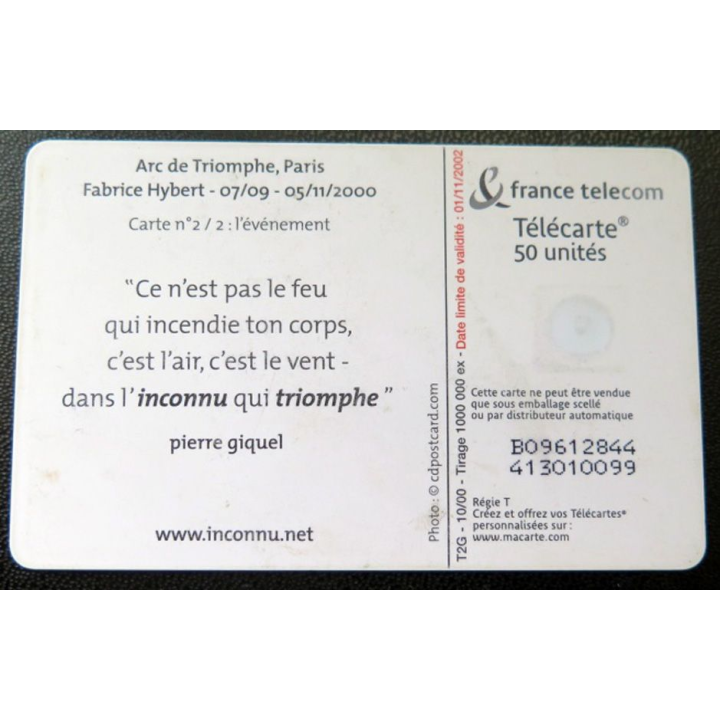 Arc de Triomphe, Paris
Fabrice Hybert - 07/09 - 05/11/2000
Carte n°2 / 2 : l'événement
"Ce n'est pas le feu
qui incendie ton corps,
c'est l'air, c'est le vent -
dans l'inconnu qui triomphe"
pierre giquel
www.inconnu.net
Photo : © cdpostcard.com
T2G - 10/00 - Tirage 1000 000 ex - Date limite de validité : 01/11/2002
france telecom
Télécarte®
50 unités
Cette carte ne peut être vendue
que sous emballage scellé
ou par distributeur automatique
B09612844
413010099
Régie T
Créez et offrez vos Télécartes®
personnalisées sur :
www.macarte.com